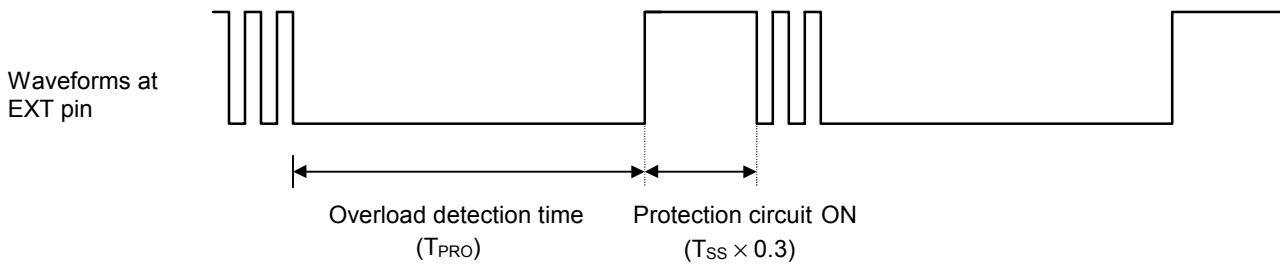 Waveforms at
EXT pin
Overload detection time
(TPRO)
Protection circuit ON
(TSS × 0.3)